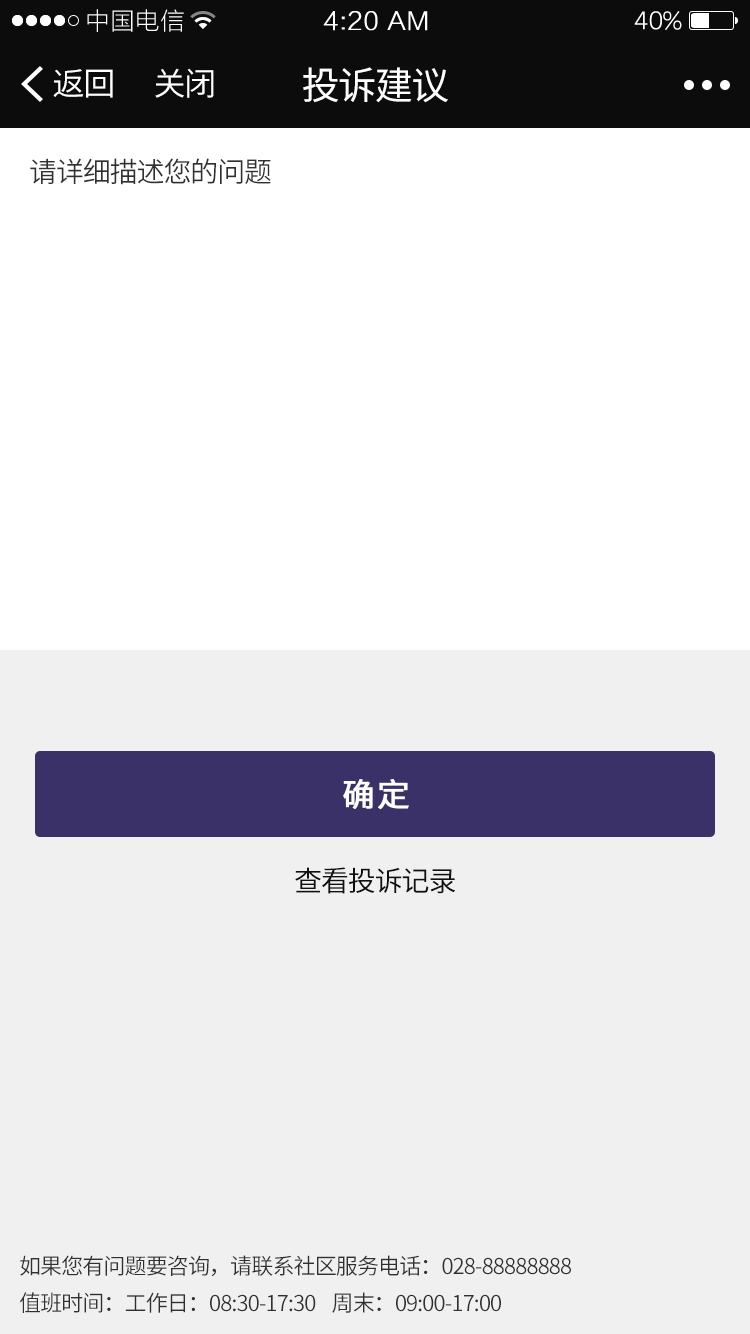 中国电信 4:20 AM 40%
返回 关闭 投诉建议
请详细描述您的问题
确定
查看投诉记录
如果您有问题要咨询，请联系社区服务电话：028-88888888
值班时间：工作日：08:30-17:30 周末：09:00-17:00